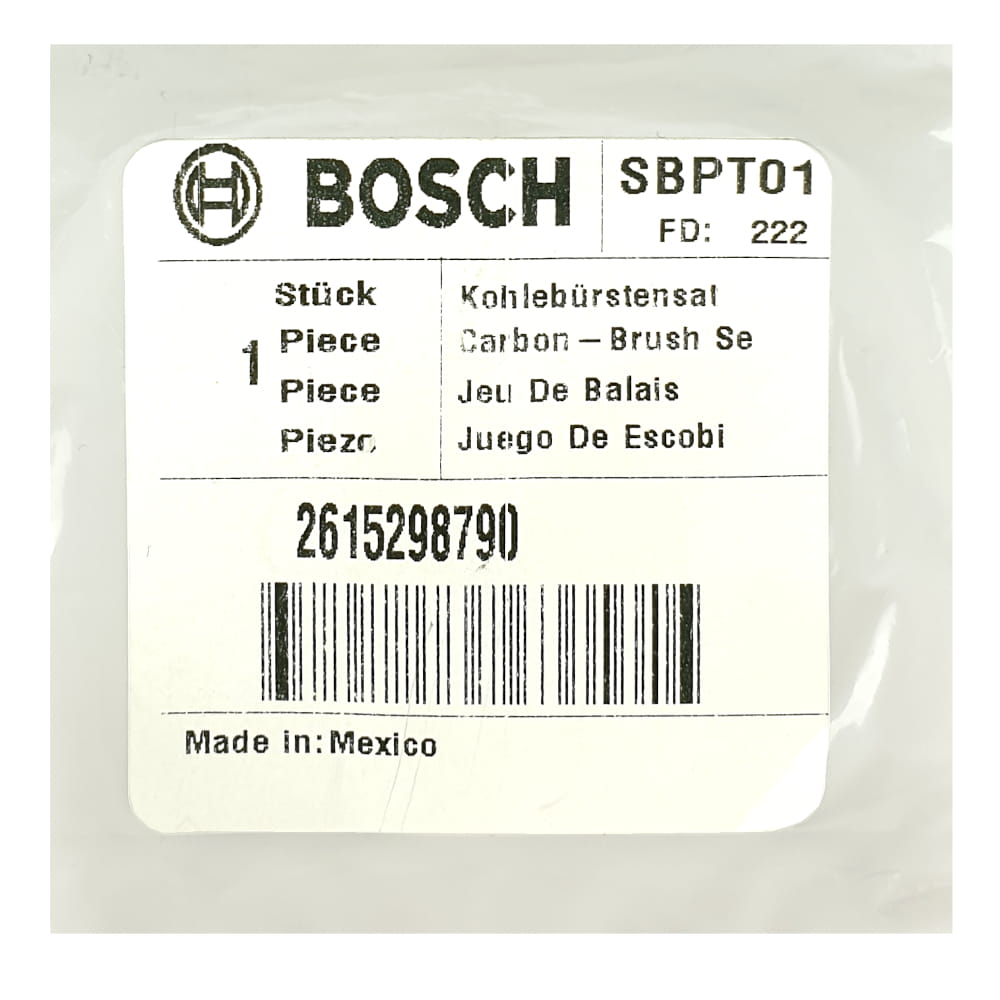 BOSCH
SBPT01
FD: 222
Stück
1 Piece
Piece
Piezo
Kohlebürstensat
Carbon-Brush Se
Jeu De Balais
Juego De Escobi
2615298790
Made in: Mexico